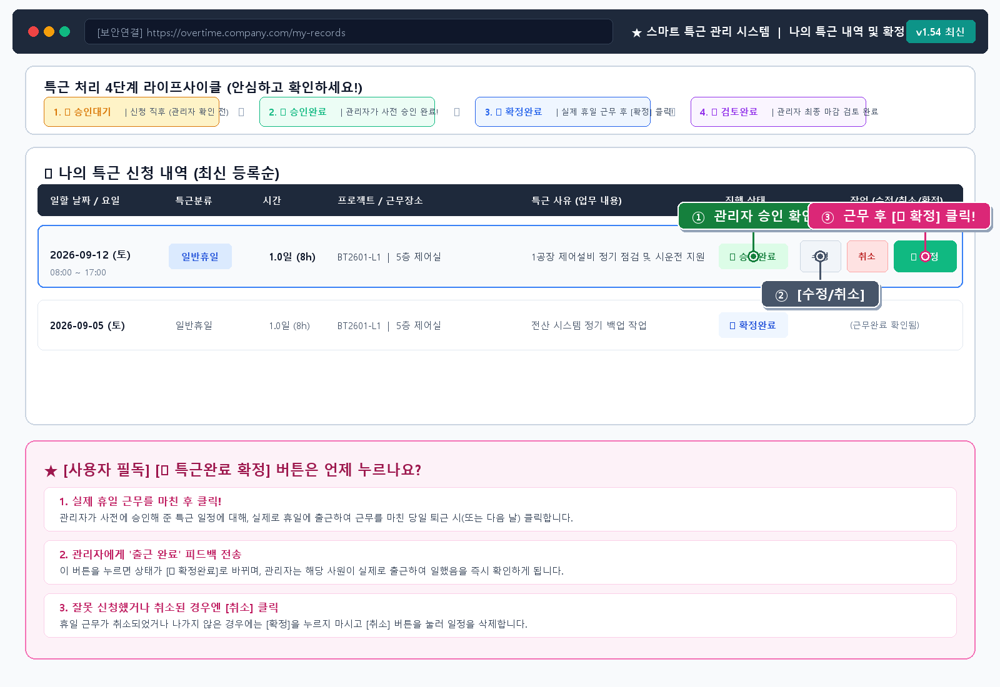 [보안연결] https://overtime.company.com/my-records
★ 스마트 특근 관리 시스템 | 나의 특근 내역 및 확정
v1.54 최신
특근 처리 4단계 라이프사이클 (안심하고 확인하세요!)
1. 승인대기 | 신청 직후 (관리자 확인 전)
2. 승인완료 | 관리자가 사전 승인 완료!
3. 확정완료 | 실제 휴일 근무 후 [확정] 클릭!
4. 검토완료 | 관리자 최종 마감 검토 완료
나의 특근 신청 내역 (최신 등록순)
일할 날짜 / 요일 특근분류 시간 프로젝트 / 근무장소 특근 사유 (업무 내용) 진행 상태 작업 (수정/취소/확정)
① 관리자 승인 확인
③ 근무 후 [ 확정] 클릭!
2026-09-12 (토) 일반휴일 1.0일 (8h) BT2601-L1 | 5층 제어실 1공장 제어설비 정기 점검 및 시운전 지원 완료 취소
08:00 ~ 17:00
② [수정/취소]
2026-09-05 (토) 일반휴일 1.0일 (8h) BT2601-L1 | 5층 제어실 전산 시스템 정기 백업 작업 확정완료 (근무완료 확인됨)
★ [사용자 필독] [ 특근완료 확정] 버튼은 언제 누르나요?
1. 실제 휴일 근무를 마친 후 클릭!
관리자가 사전에 승인해 준 특근 일정에 대해, 실제로 휴일에 출근하여 근무를 마친 당일 퇴근 시(또는 다음 날) 클릭합니다.
2. 관리자에게 '출근 완료' 피드백 전송
이 버튼을 누르면 상태가 [ 확정완료]로 바뀌며, 관리자는 해당 사원이 실제로 출근하여 일했음을 즉시 확인하게 됩니다.
3. 잘못 신청했거나 취소된 경우엔 [취소] 클릭
휴일 근무가 취소되었거나 나가지 않은 경우에는 [확정]을 누르지 마시고 [취소] 버튼을 눌러 일정을 삭제합니다.